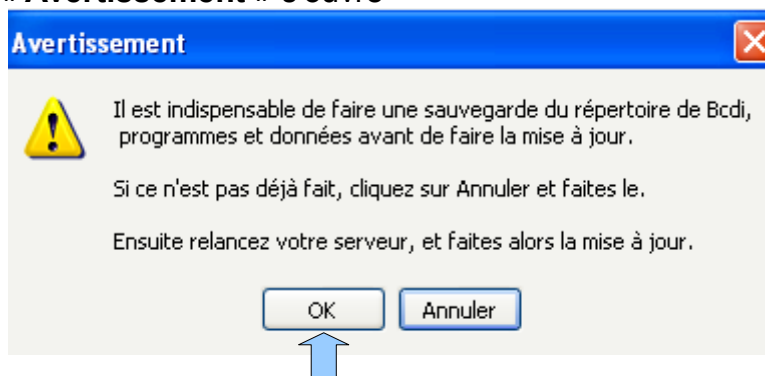 « Avertissement » s'ouvre
Avertissement
Il est indispensable de faire une sauvegarde du répertoire de Bcdi,
programmes et données avant de faire la mise à jour.
Si ce n'est pas déjà fait, cliquez sur Annuler et faites le.
Ensuite relancez votre serveur, et faites alors la mise à jour.
OK
Annuler